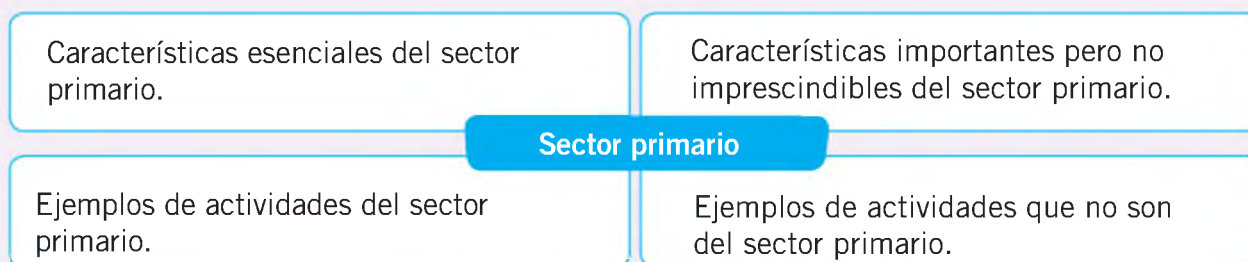 Características esenciales del sector
primario.
Características importantes pero no
imprescindibles del sector primario.
Sector primario
Ejemplos de actividades del sector
primario.
Ejemplos de actividades que no son
del sector primario.